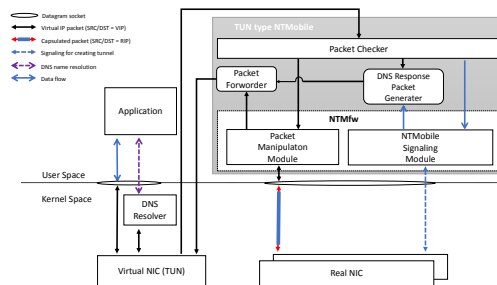 Datagram socket
Virtual IP packet (SRC/DST = VIP)
Capsulated packet (SRC/DST = RIP)
Signaling for creating tunnel
DNS name resolution
Data flow
TUN type NTMobile
Packet Checker
Packet
Forworder
DNS Response
Packet
Generater
NTMfw
Application
Packet
Manipulaton
Module
NTMobile
Signaling
Module
User Space
Kernel Space
DNS
Resolver
Virtual NIC (TUN)
Real NIC